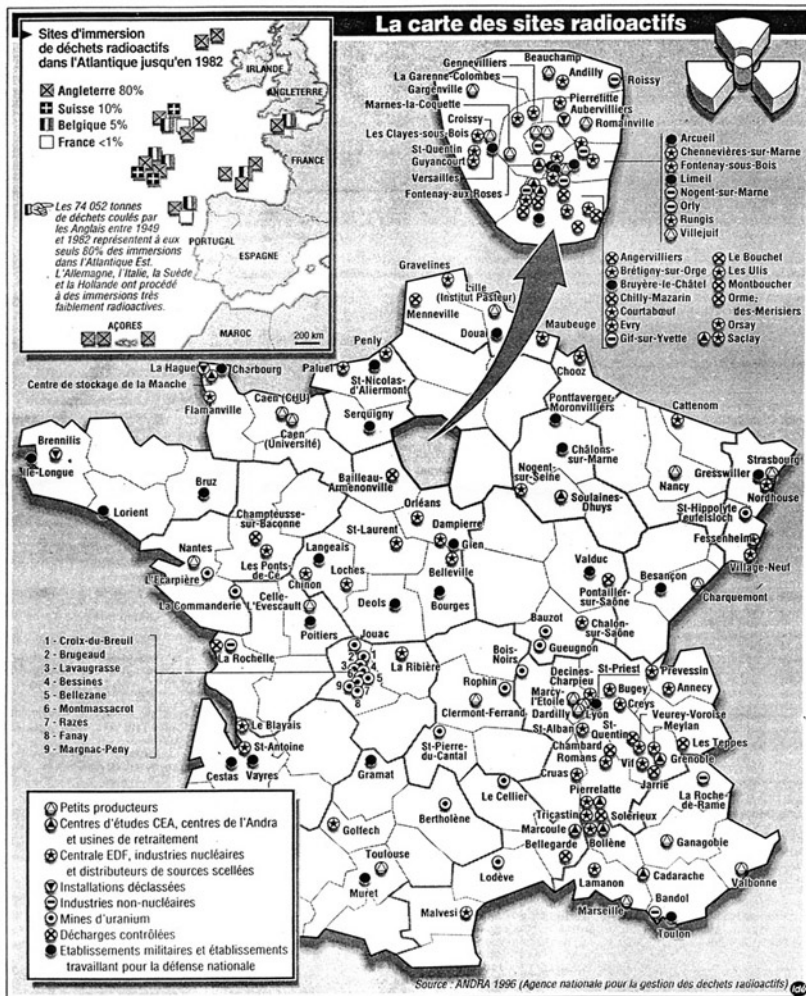 La carte des sites radioactifs
Sites d'immersion
de déchets radioactifs
dans l'Atlantique jusqu'en 1982
Angleterre 80%
Suisse 10%
Belgique 5%
France <1%
Les 74 052 tonnes
de déchets coulés par
les Anglais entre 1949
et 1982 représentent à eux
seuls 80% des immersions
dans l'Atlantique Est.
L'Allemagne, l'Italie, la Suède
et la Hollande ont procédé
à des immersions très
faiblement radioactives.
IRLANDE
ANGLETERRE
FRANCE
PORTUGAL
ESPAGNE
AÇORES
MAROC
200 km
Beauchamp
Gennevilliers
Andilly
Roissy
La Garenne-Colombes
Gargenville
Pierrefitte
Marnes-la-Coquette
Aubervilliers
Croissy
Romainville
Les Clayes-sous-Bois
St-Quentin
Guyancourt
Versailles
Fontenay-aux Roses
Arcueil
Chennevières-sur-Marne
Fontenay-sous-Bois
Limeil
Nogent-sur-Marne
Orly
Rungis
Villejuif
Angervilliers
Brétigny-sur-Orge
Bruyère-le-Châtel
Chilly-Mazarin
Courtabœuf
Evry
Gif-sur-Yvette
Le Bouchet
Les Ulis
Montboucher
Orme-
des-Merisiers
Orsay
Saclay
Gravelines
Lille
(Institut Pasteur)
Menneville
Douai
Maubeuge
Penly
Chooz
La Hague
Charbourg
Paluel
St-Nicolas-
d'Aliermont
Centre de stockage de la Manche
Flamanville
Caen (CHU)
Caen
(Université)
Serquigny
Pontfaverger-
Moronvilliers
Cattenom
Châlons-
sur-Marne
Brennilis
Ile-Longue
Bailleau-
Armenonville
Nogent-
sur-Seine
Soulaines-
Dhuys
Nancy
Strasbourg
Gresswiller
Nordhouse
St-Hippolyte
Teufelsloch
Fessenheim
Village-Neuf
Bruz
Lorient
Champteusse-
sur-Baconne
Orléans
St-Laurent
Dampierre
Gien
Belleville
Nantes
Les Ponts-
de-Cé
Langeais
Loches
Chinon
L'Ecarpière
La Commanderie
Celle-
L'Evescault
Deols
Bourges
Valduc
Pontailler-
sur-Saône
Besançon
Charquemont
Poitiers
Bauzot
Chalon-
sur-Saône
Gueugnon
La Rochelle
Jouac
La Ribière
Bois-
Noirs
1 - Croix-du-Breuil
2 - Brugeaud
3 - Lavaugrasse
4 - Bessines
5 - Bellezane
6 - Montmassacrot
7 - Razes
8 - Fanay
9 - Margnac-Peny
Rophin
Clermont-Ferrand
Decines-
Charpieu
St-Priest
Prévessin
Marcy-
l'Etoile
Bugey
Annecy
Dardilly
Lyon
Creys
St-Alban
St-
Quentin
Veurey-Voroise
Meylan
Chambard
Romans
Vif
Les Teppes
Grenoble
Jarrie
Le Blayais
St-Antoine
St-Pierre-
du-Cantal
Cestas
Vayres
Gramat
Cruas
Le Cellier
Pierrelatte
La Roche-
de-Rame
Bertholène
Tricastin
Solérieux
Golfech
Marcoule
Bollène
Bellegarde
Ganagobie
Toulouse
Lodève
Lamanon
Cadarache
Valbonne
Muret
Malvesi
Marseille
Bandol
Toulon
Petits producteurs
Centres d'études CEA, centres de l'Andra
et usines de retraitement
Centrale EDF, industries nucléaires
et distributeurs de sources scellées
Installations déclassées
Industries non-nucléaires
Mines d'uranium
Décharges contrôlées
Etablissements militaires et établissements
travaillant pour la défense nationale
Source : ANDRA 1996 (Agence nationale pour la gestion des dechets radioactifs)